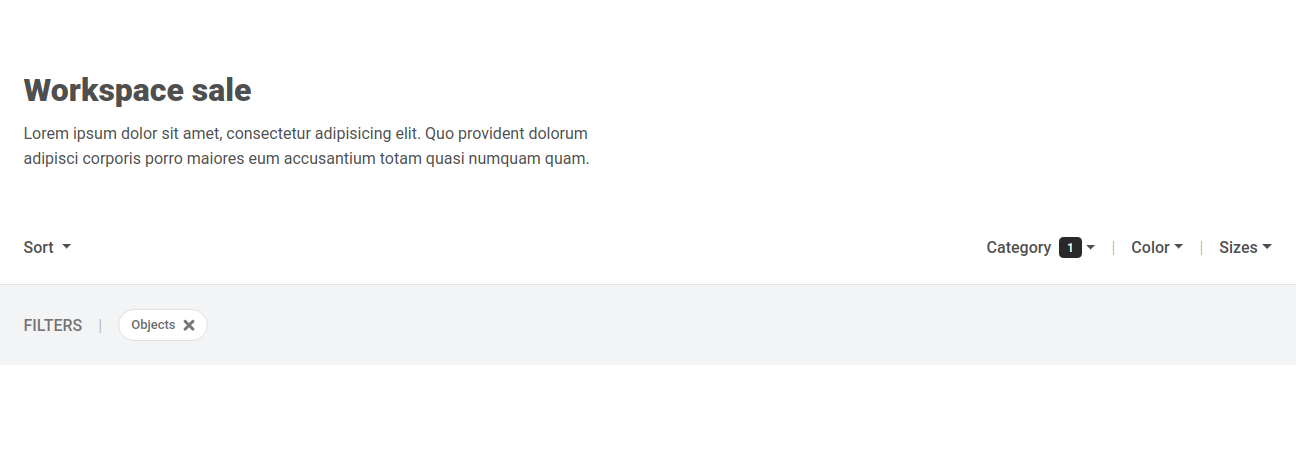 Workspace sale
Lorem ipsum dolor sit amet, consectetur adipisicing elit. Quo provident dolorum
adipisci corporis porro maiores eum accusantium totam quasi numquam quam.
Sort Category 1 | Color | Sizes
FILTERS | Objects